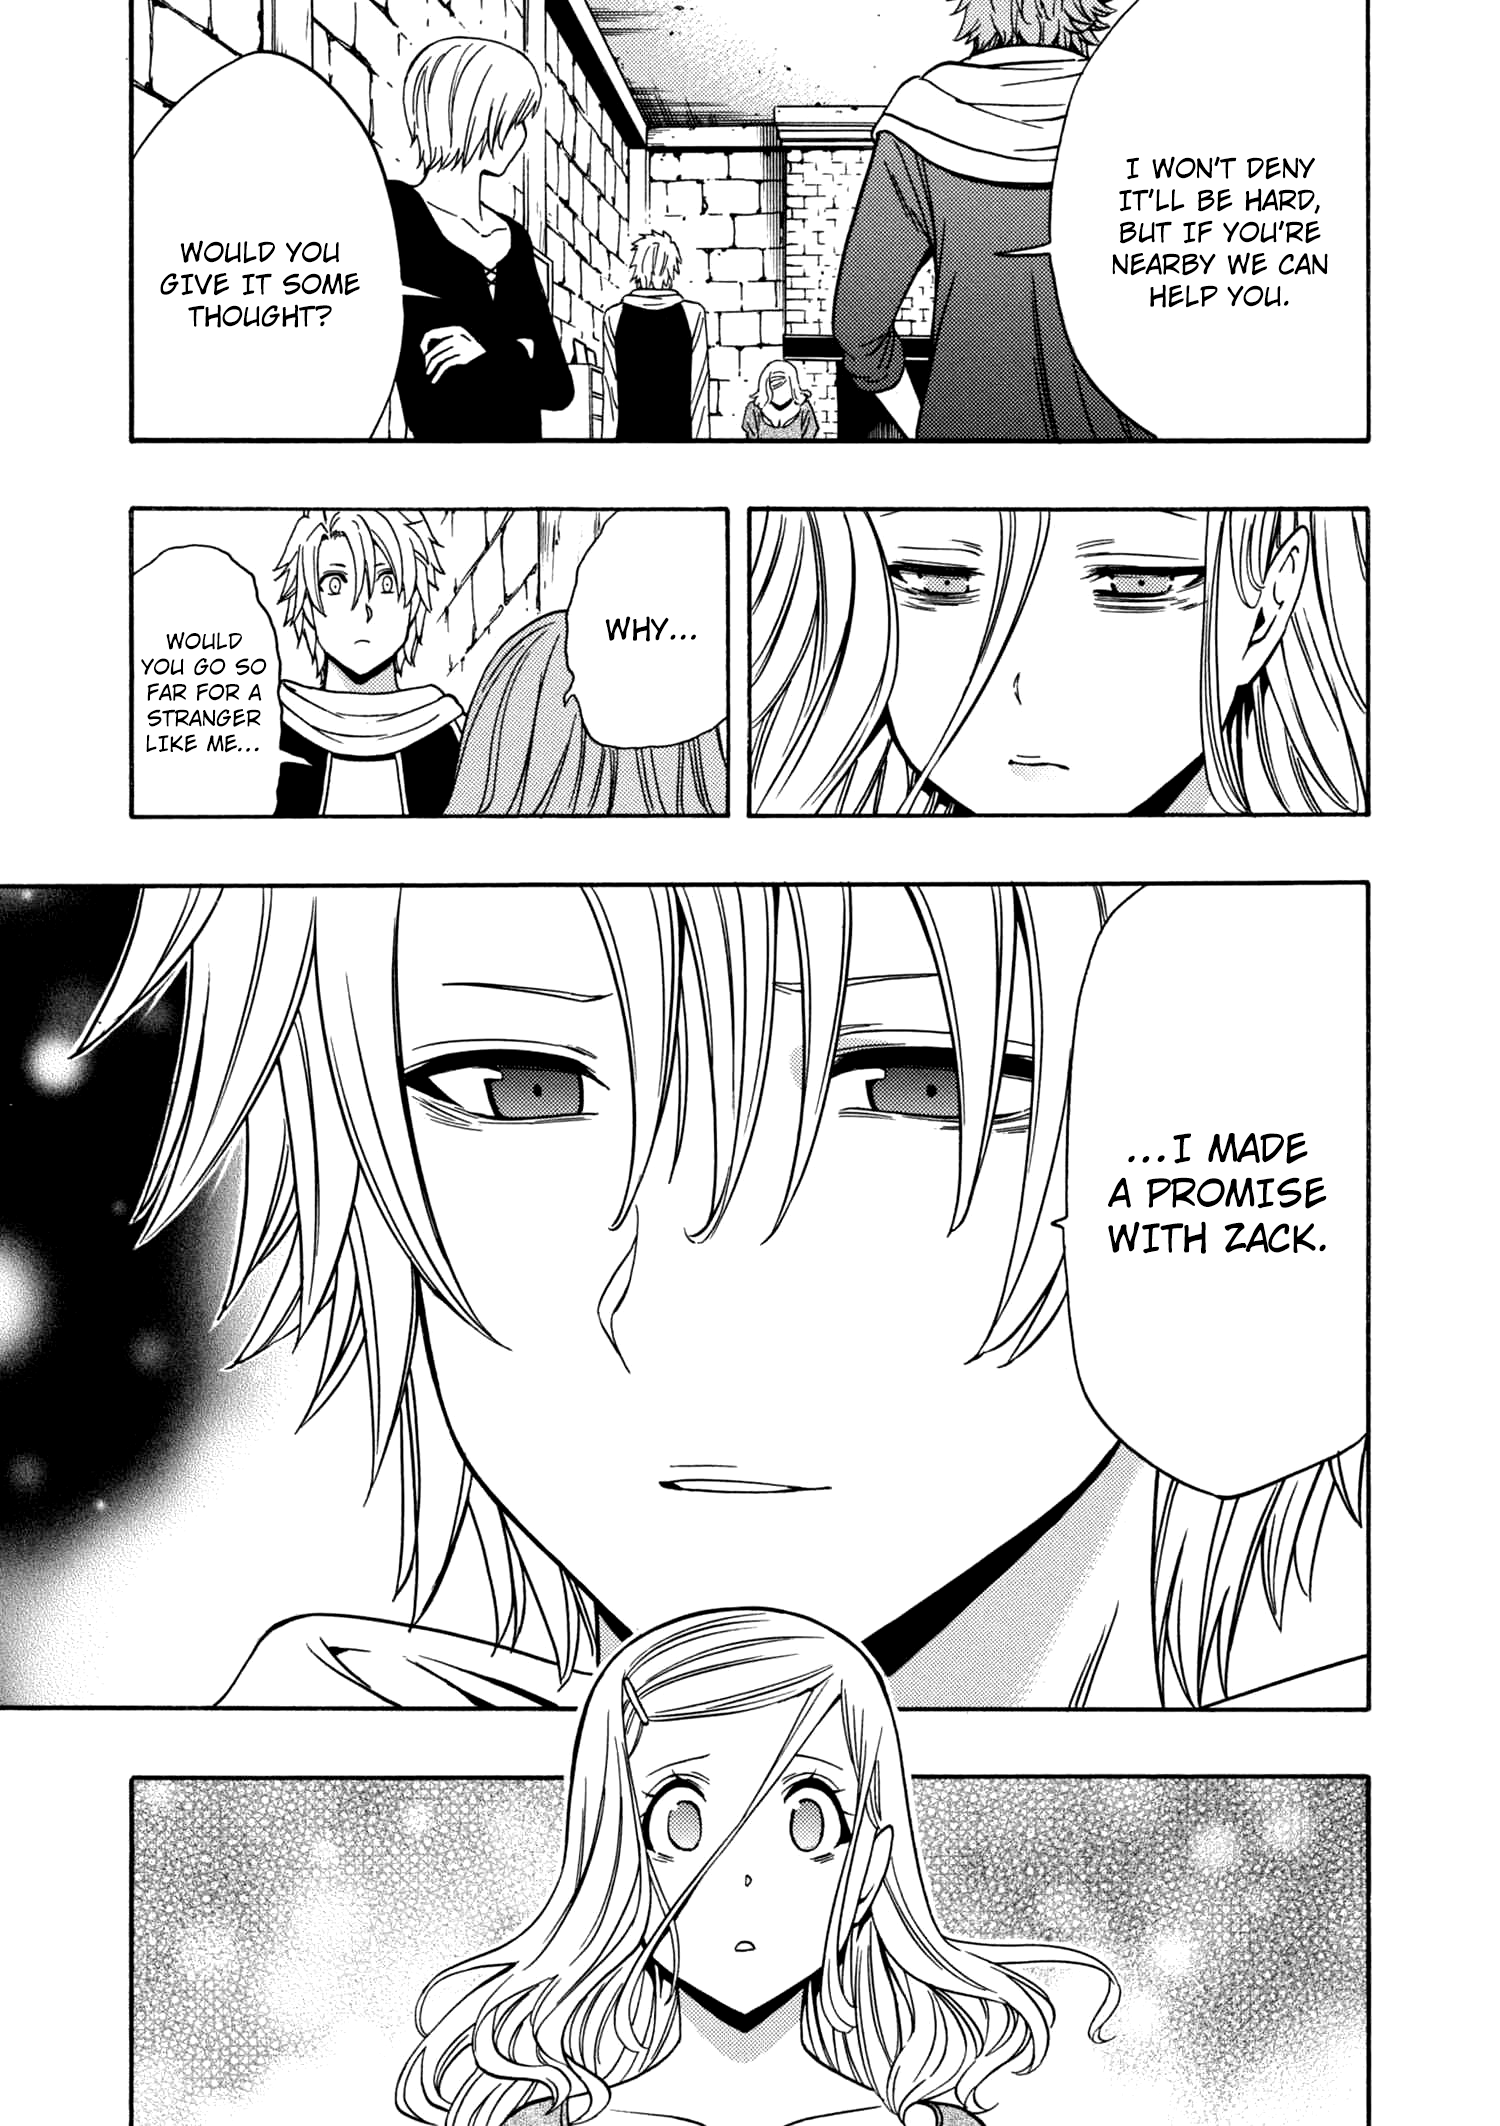 I WON'T DENY
IT'LL BE HARD,
BUT IF YOU'RE
NEARBY WE CAN
HELP YOU.
WOULD YOU
GIVE IT SOME
THOUGHT?
WHY...
WOULD
YOU GO SO
FAR FOR A
STRANGER
LIKE ME...
...I MADE
A PROMISE
WITH ZACK.